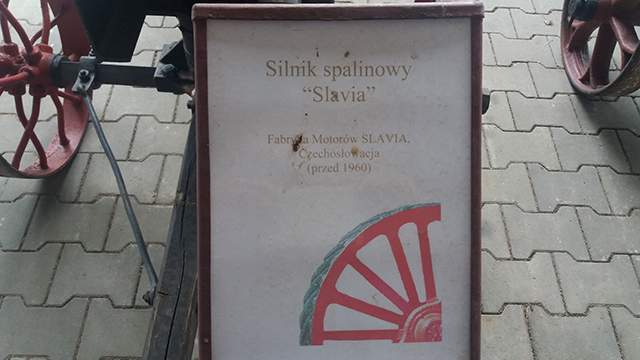 Silnik spalinowy
“Slavia”
Fabryka Motorów SLAVIA,
Czechosłowacja
(przed 1960)